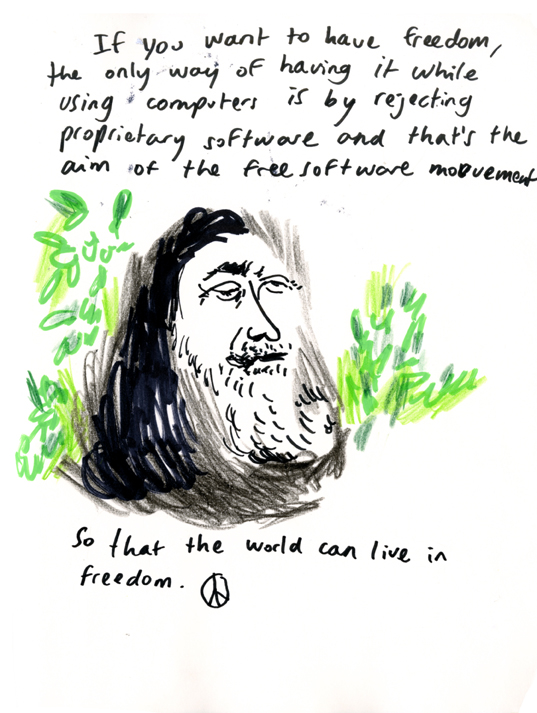 If you want to have freedom,
the only way of having it while
using computers is by rejecting
proprietary software and that's the
aim of the free software movement
So that the world can live in
freedom.